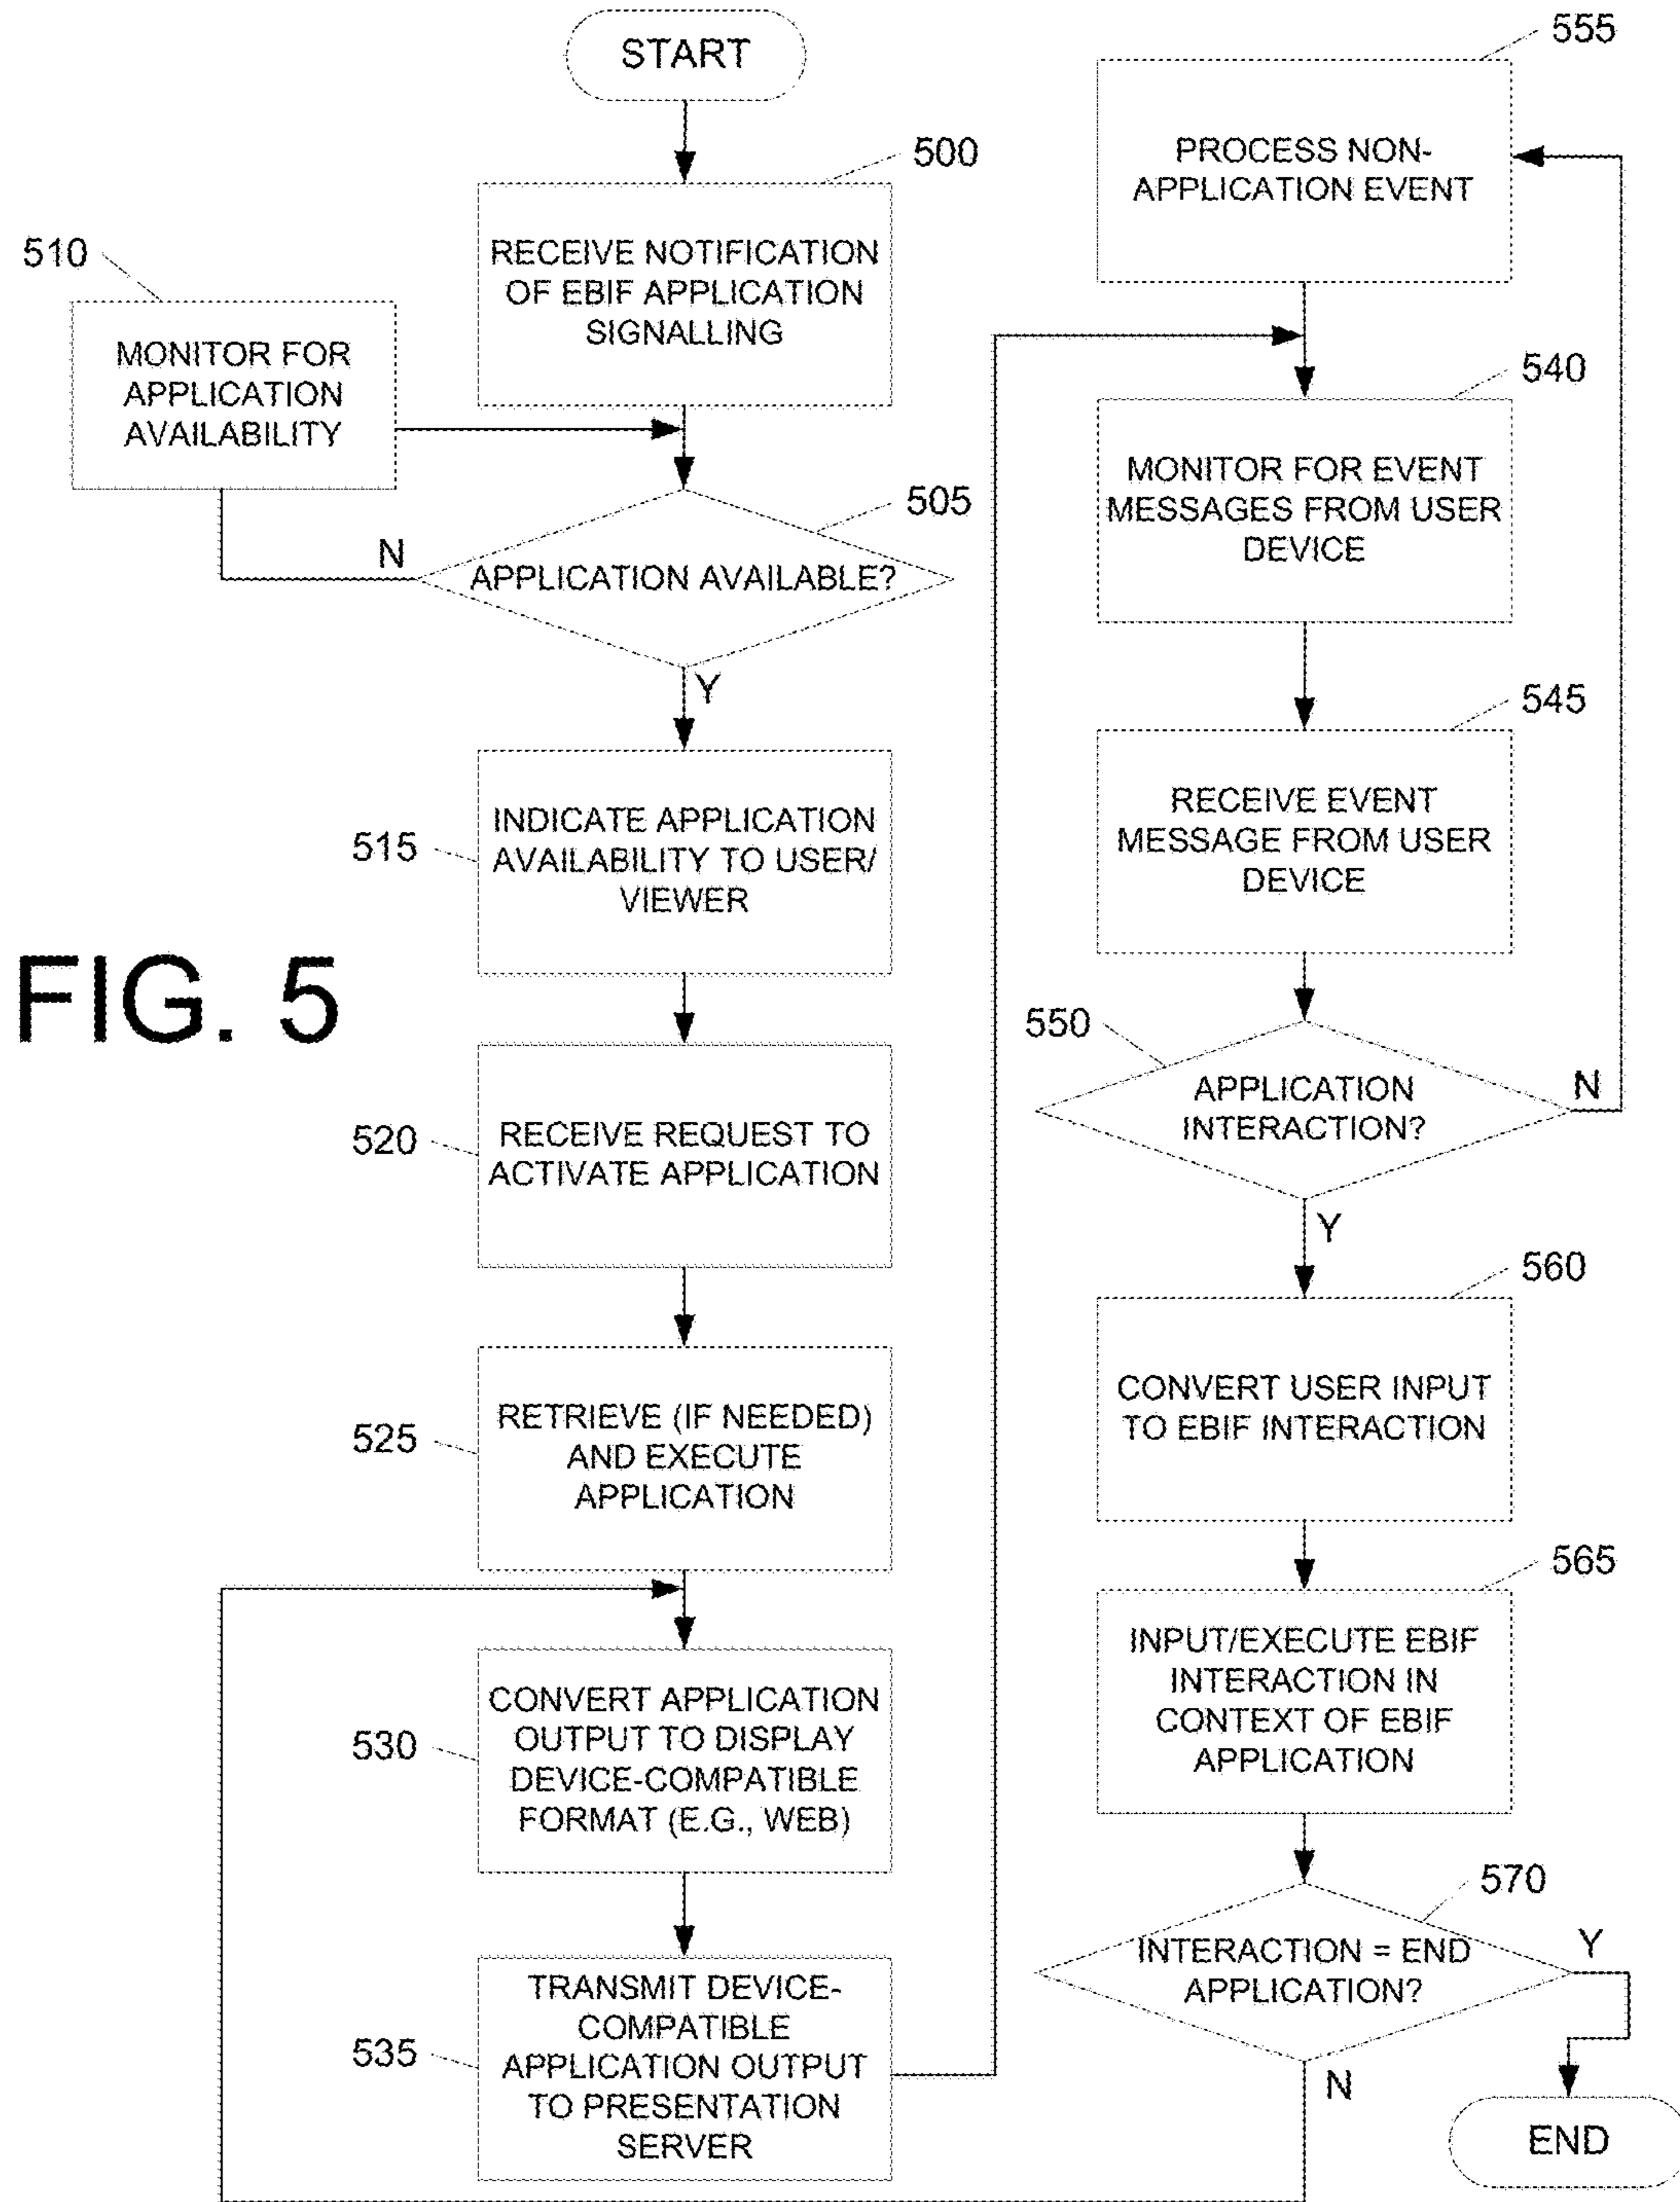 START
500
RECEIVE NOTIFICATION
OF EBIF APPLICATION
SIGNALLING
510
MONITOR FOR
APPLICATION
AVAILABILITY
505
N
APPLICATION AVAILABLE?
Y
515
INDICATE APPLICATION
AVAILABILITY TO USER/
VIEWER
FIG. 5
520
RECEIVE REQUEST TO
ACTIVATE APPLICATION
525
RETRIEVE (IF NEEDED)
AND EXECUTE
APPLICATION
530
CONVERT APPLICATION
OUTPUT TO DISPLAY
DEVICE-COMPATIBLE
FORMAT (E.G., WEB)
535
TRANSMIT DEVICE-
COMPATIBLE
APPLICATION OUTPUT
TO PRESENTATION
SERVER
555
PROCESS NON-
APPLICATION EVENT
540
MONITOR FOR EVENT
MESSAGES FROM USER
DEVICE
545
RECEIVE EVENT
MESSAGE FROM USER
DEVICE
550
APPLICATION
INTERACTION?
N
Y
560
CONVERT USER INPUT
TO EBIF INTERACTION
565
INPUT/EXECUTE EBIF
INTERACTION IN
CONTEXT OF EBIF
APPLICATION
570
INTERACTION = END
APPLICATION?
Y
N
END